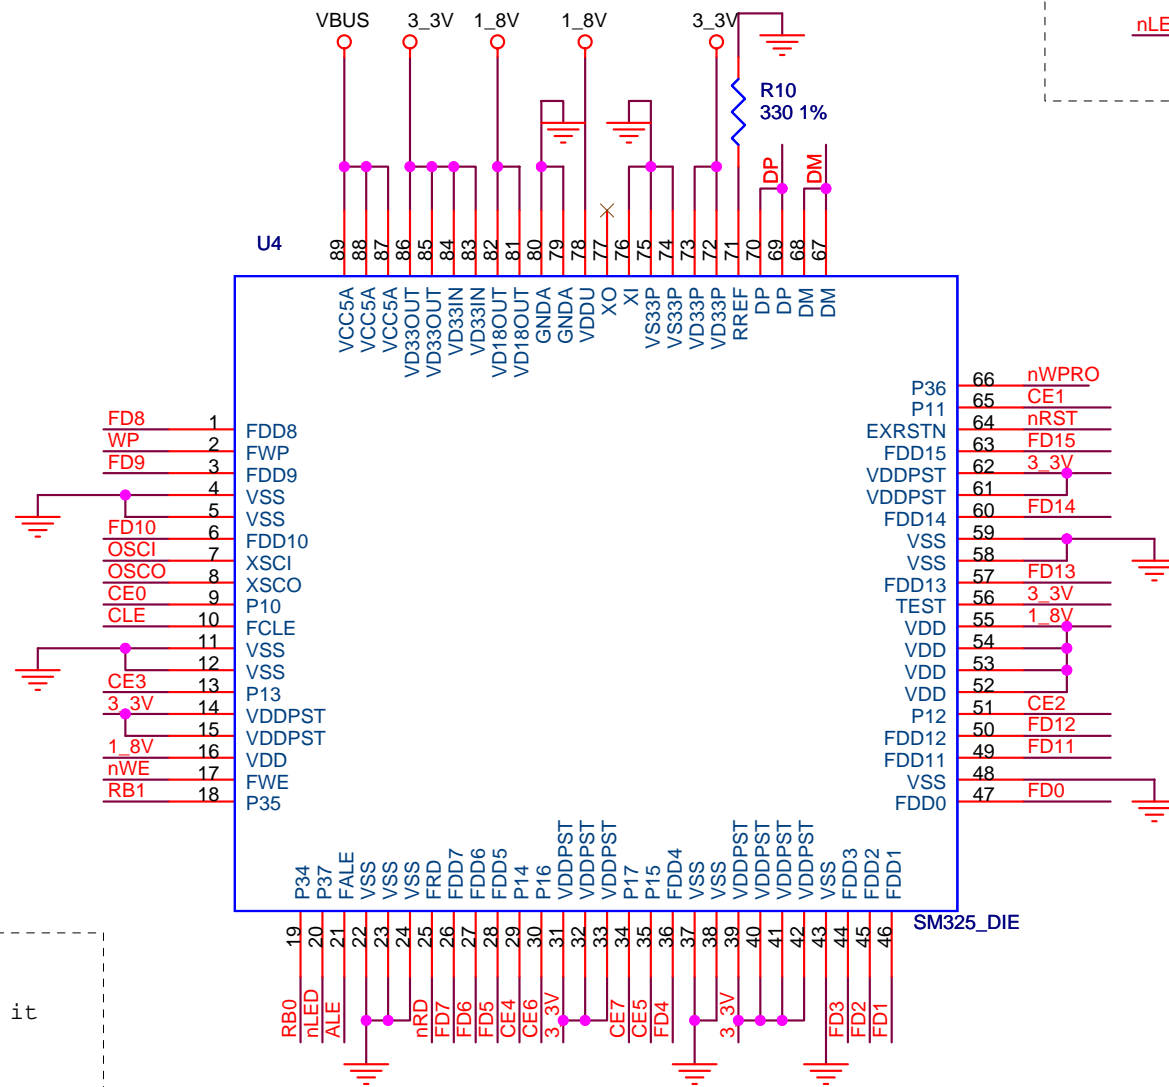 VBUS 3_3V 1_8V 1_8V 3_3V
nLE
R10
330 1%
DP DM
U4
89 88 87 86 85 84 83 82 81 80 79 78 77 76 75 74 73 72 71 70 69 68 67
VCC5A VCC5A VCC5A VD33OUT VD33OUT VD33IN VD33IN VD18OUT VD18OUT GNDA GNDA VDDU XO XI VS33P VS33P VD33P VD33P RREF DP DP DM DM
FD8 1 FDD8
WP 2 FWP
FD9 3 FDD9
4 VSS
5 VSS
FD10 6 FDD10
OSCI 7 XSCI
OSCO 8 XSCO
CE0 9 P10
CLE 10 FCLE
11 VSS
12 VSS
CE3 13 P13
3_3V 14 VDDPST
15 VDDPST
1_8V 16 VDD
nWE 17 FWE
RB1 18 P35
P36 66 nWPRO
P11 65 CE1
EXRSTN 64 nRST
FDD15 63 FD15
VDDPST 62 3_3V
VDDPST 61
FDD14 60 FD14
VSS 59
VSS 58
FDD13 57 FD13
TEST 56 3_3V
VDD 55 1_8V
VDD 54
VDD 53
VDD 52
P12 51 CE2
FDD12 50 FD12
FDD11 49 FD11
VSS 48
FDD0 47 FD0
P34 P37 FALE VSS VSS VSS FRD FDD7 FDD6 FDD5 P14 P16 VDDPST VDDPST VDDPST P17 P15 FDD4 VSS VSS VDDPST VDDPST VDDPST VDDPST VSS FDD3 FDD2 FDD1
SM325_DIE
19 20 21 22 23 24 25 26 27 28 29 30 31 32 33 34 35 36 37 38 39 40 41 42 43 44 45 46
RB0 nLED ALE nRD FD7 FD6 FD5 CE4 CE6 3_3V CE7 CE5 FD4 3_3V FD3 FD2 FD1
it